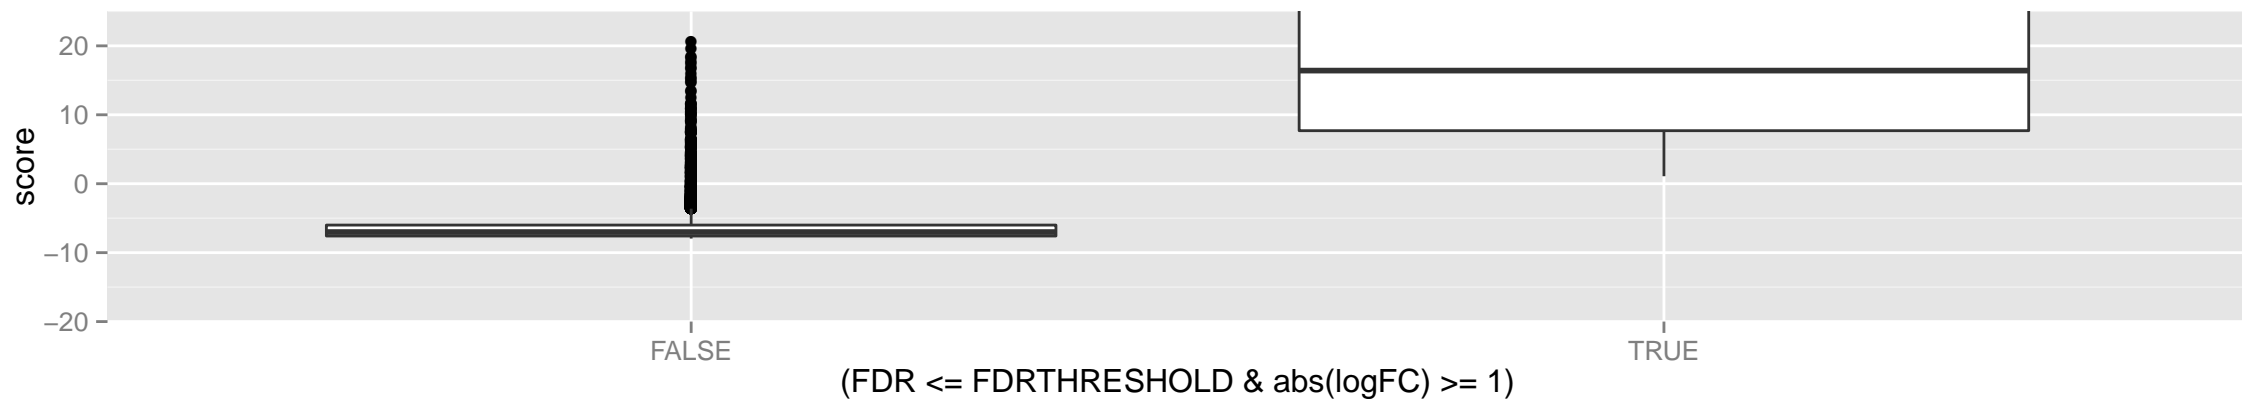 score
20
10
0
−10
−20
FALSE
TRUE
(FDR <= FDRTHRESHOLD & abs(logFC) >= 1)